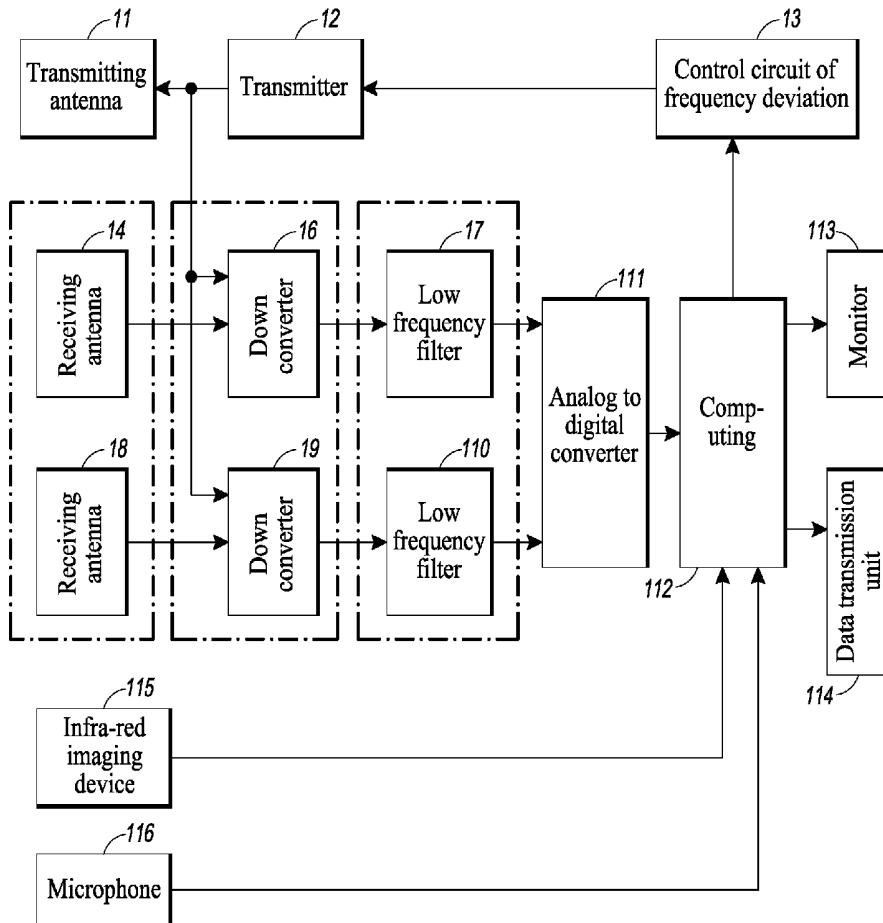 11
12
13
Transmitting
antenna
Transmitter
Control circuit of
frequency deviation
14
16
17
113
Receiving
antenna
Down
converter
Low
frequency
filter
111
Monitor
Analog to
digital
converter
Comp-
uting
18
19
110
Receiving
antenna
Down
converter
Low
frequency
filter
112
Data transmission
unit
114
115
Infra-red
imaging
device
116
Microphone